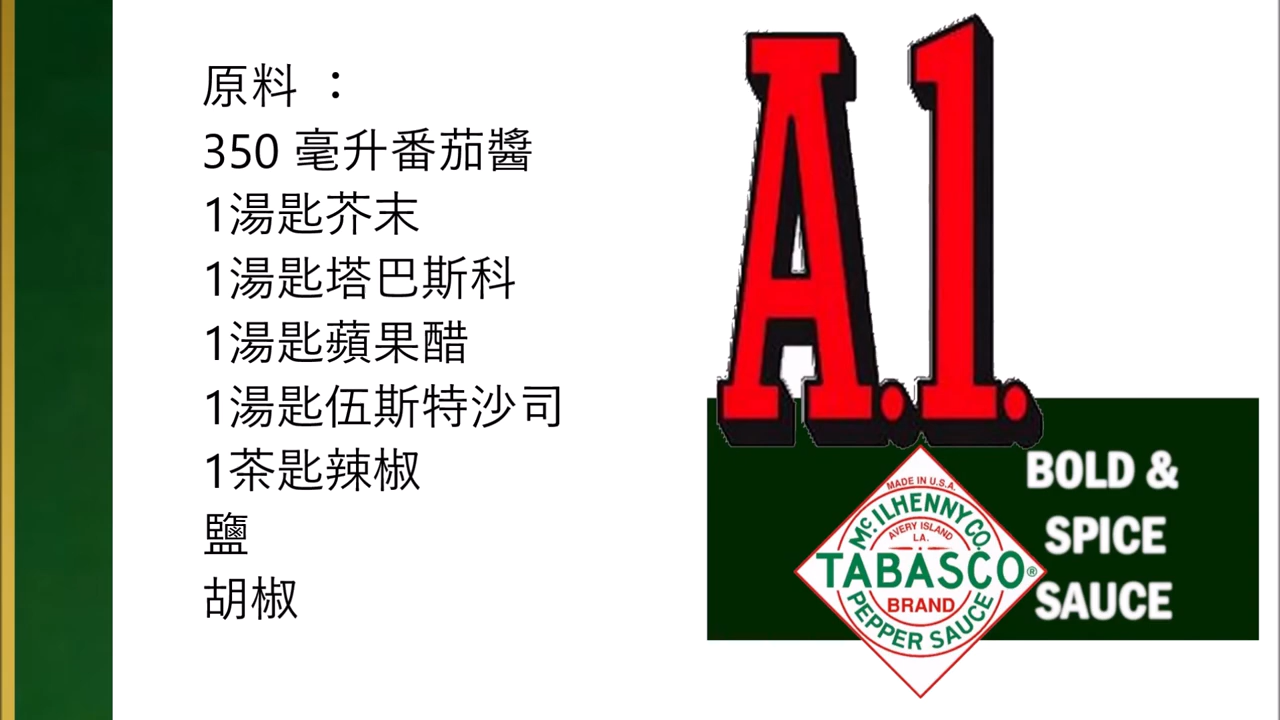 原料 ：
350 毫升番茄醬
1湯匙芥末
1湯匙塔巴斯科
1湯匙蘋果醋
1湯匙伍斯特沙司
1茶匙辣椒
鹽
胡椒
A.1.
BOLD &
SPICE
SAUCE
MADE IN U.S.A.
McILHENNY CO.
AVERY ISLAND
LA.
TABASCO®
BRAND
PEPPER SAUCE